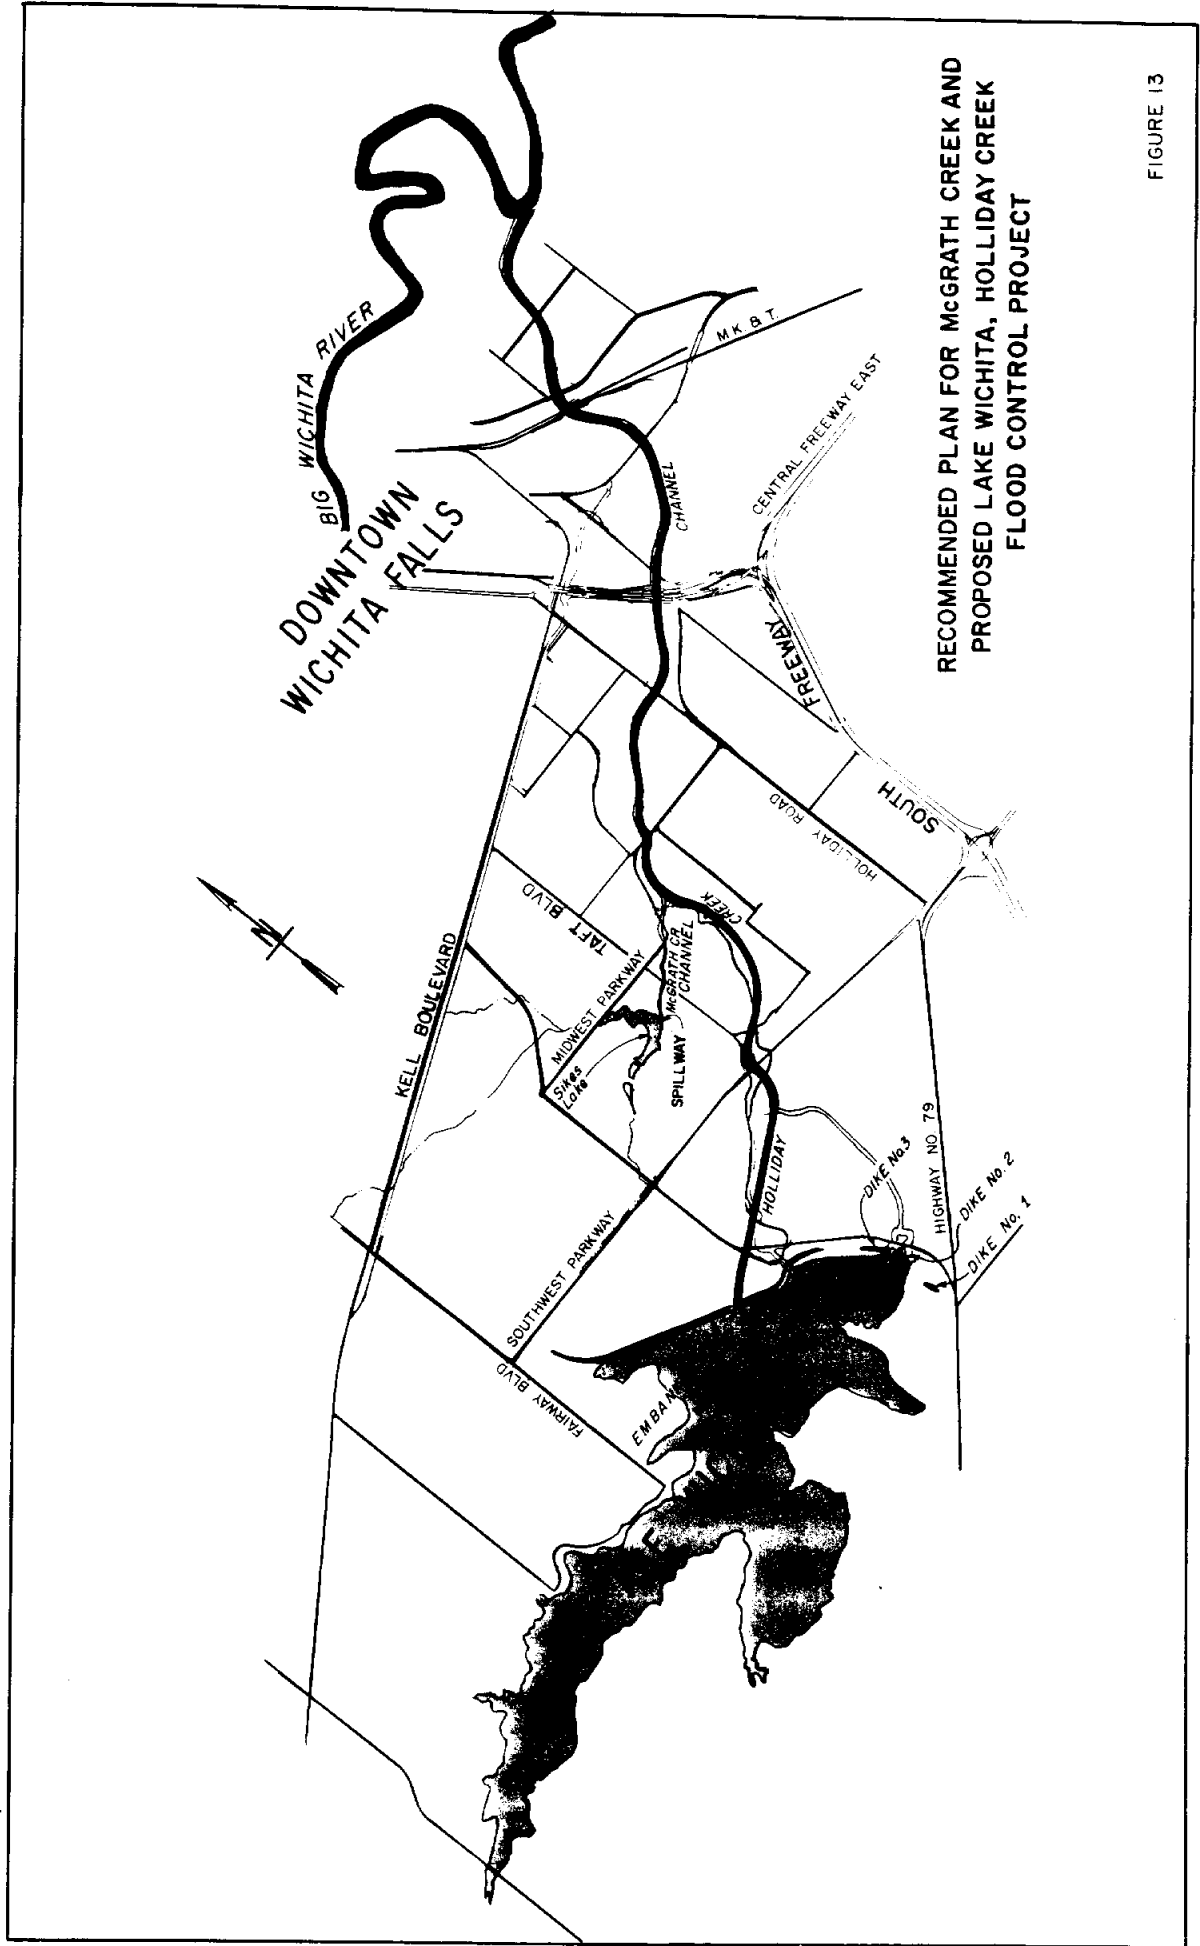 BIG WICHITA RIVER
DOWNTOWN
WICHITA FALLS
M.K. & T.
CENTRAL FREEWAY EAST
CHANNEL
FREEWAY
SOUTH
HOLLIDAY ROAD
TAFT BLVD
KELL BOULEVARD
N
MIDWEST PARKWAY
McGRATH CR
CHANNEL
CREEK
Sikes
Lake
SPILLWAY
HOLLIDAY
SOUTHWEST PARKWAY
FAIRWAY BLVD
DIKE No.3
HIGHWAY NO. 79
DIKE No. 2
DIKE No. 1
RECOMMENDED PLAN FOR McGRATH CREEK AND
PROPOSED LAKE WICHITA, HOLLIDAY CREEK
FLOOD CONTROL PROJECT
FIGURE 13